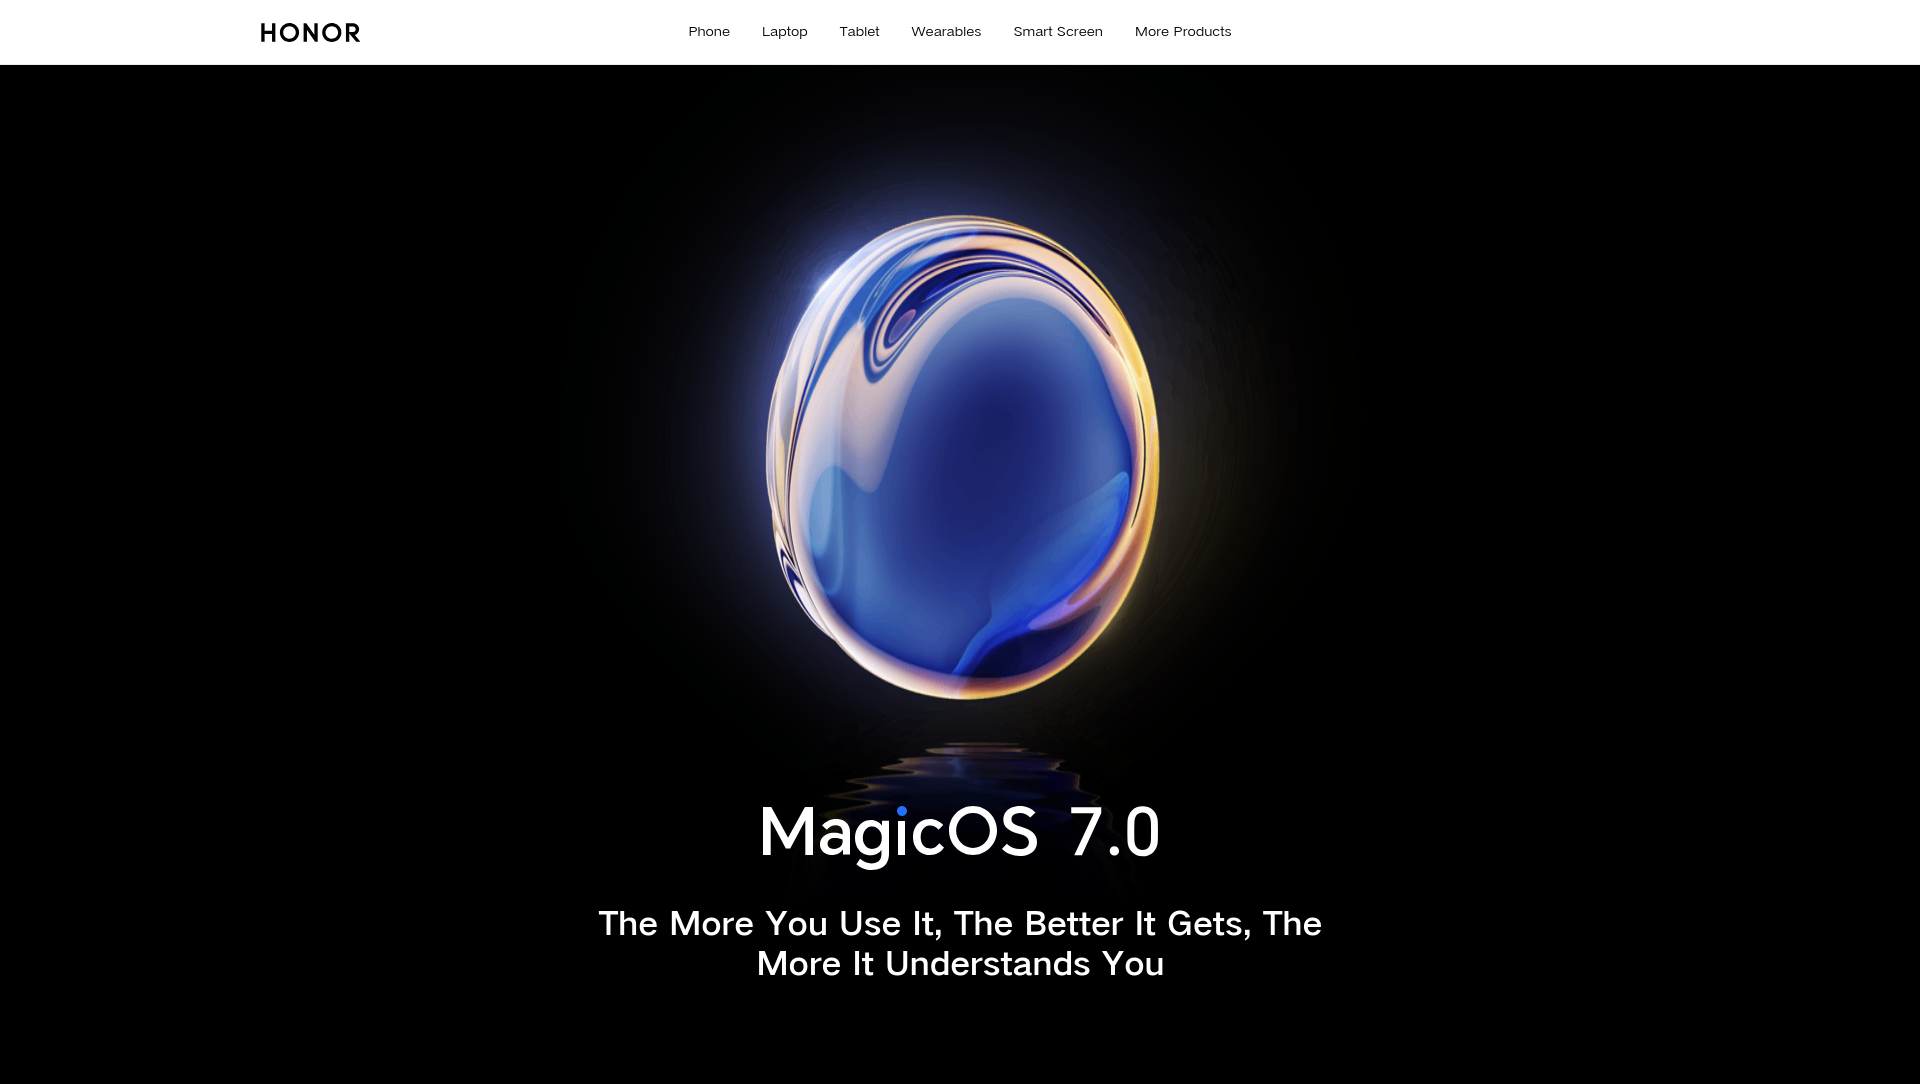 HONOR
Phone Laptop Tablet Wearables Smart Screen More Products
MagicOS 7.0
The More You Use It, The Better It Gets, The
More It Understands You